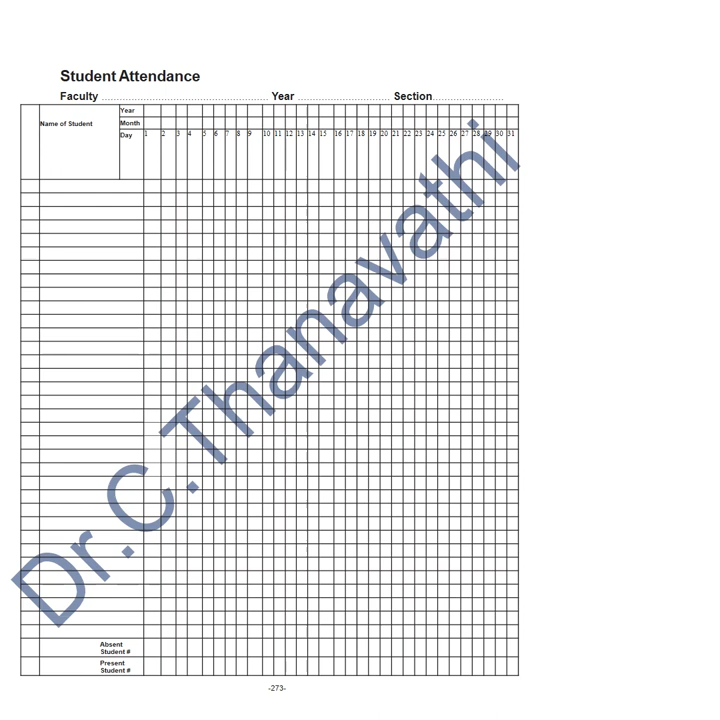 Student Attendance
Faculty ........................................................ Year ............................... Section........................
Year
Name of Student
Month
Day 1 2 3 4 5 6 7 8 9 10 11 12 13 14 15 16 17 18 19 20 21 22 23 24 25 26 27 28 29 30 31
Dr.C.Thanavathi
Absent
Student #
Present
Student #
-273-